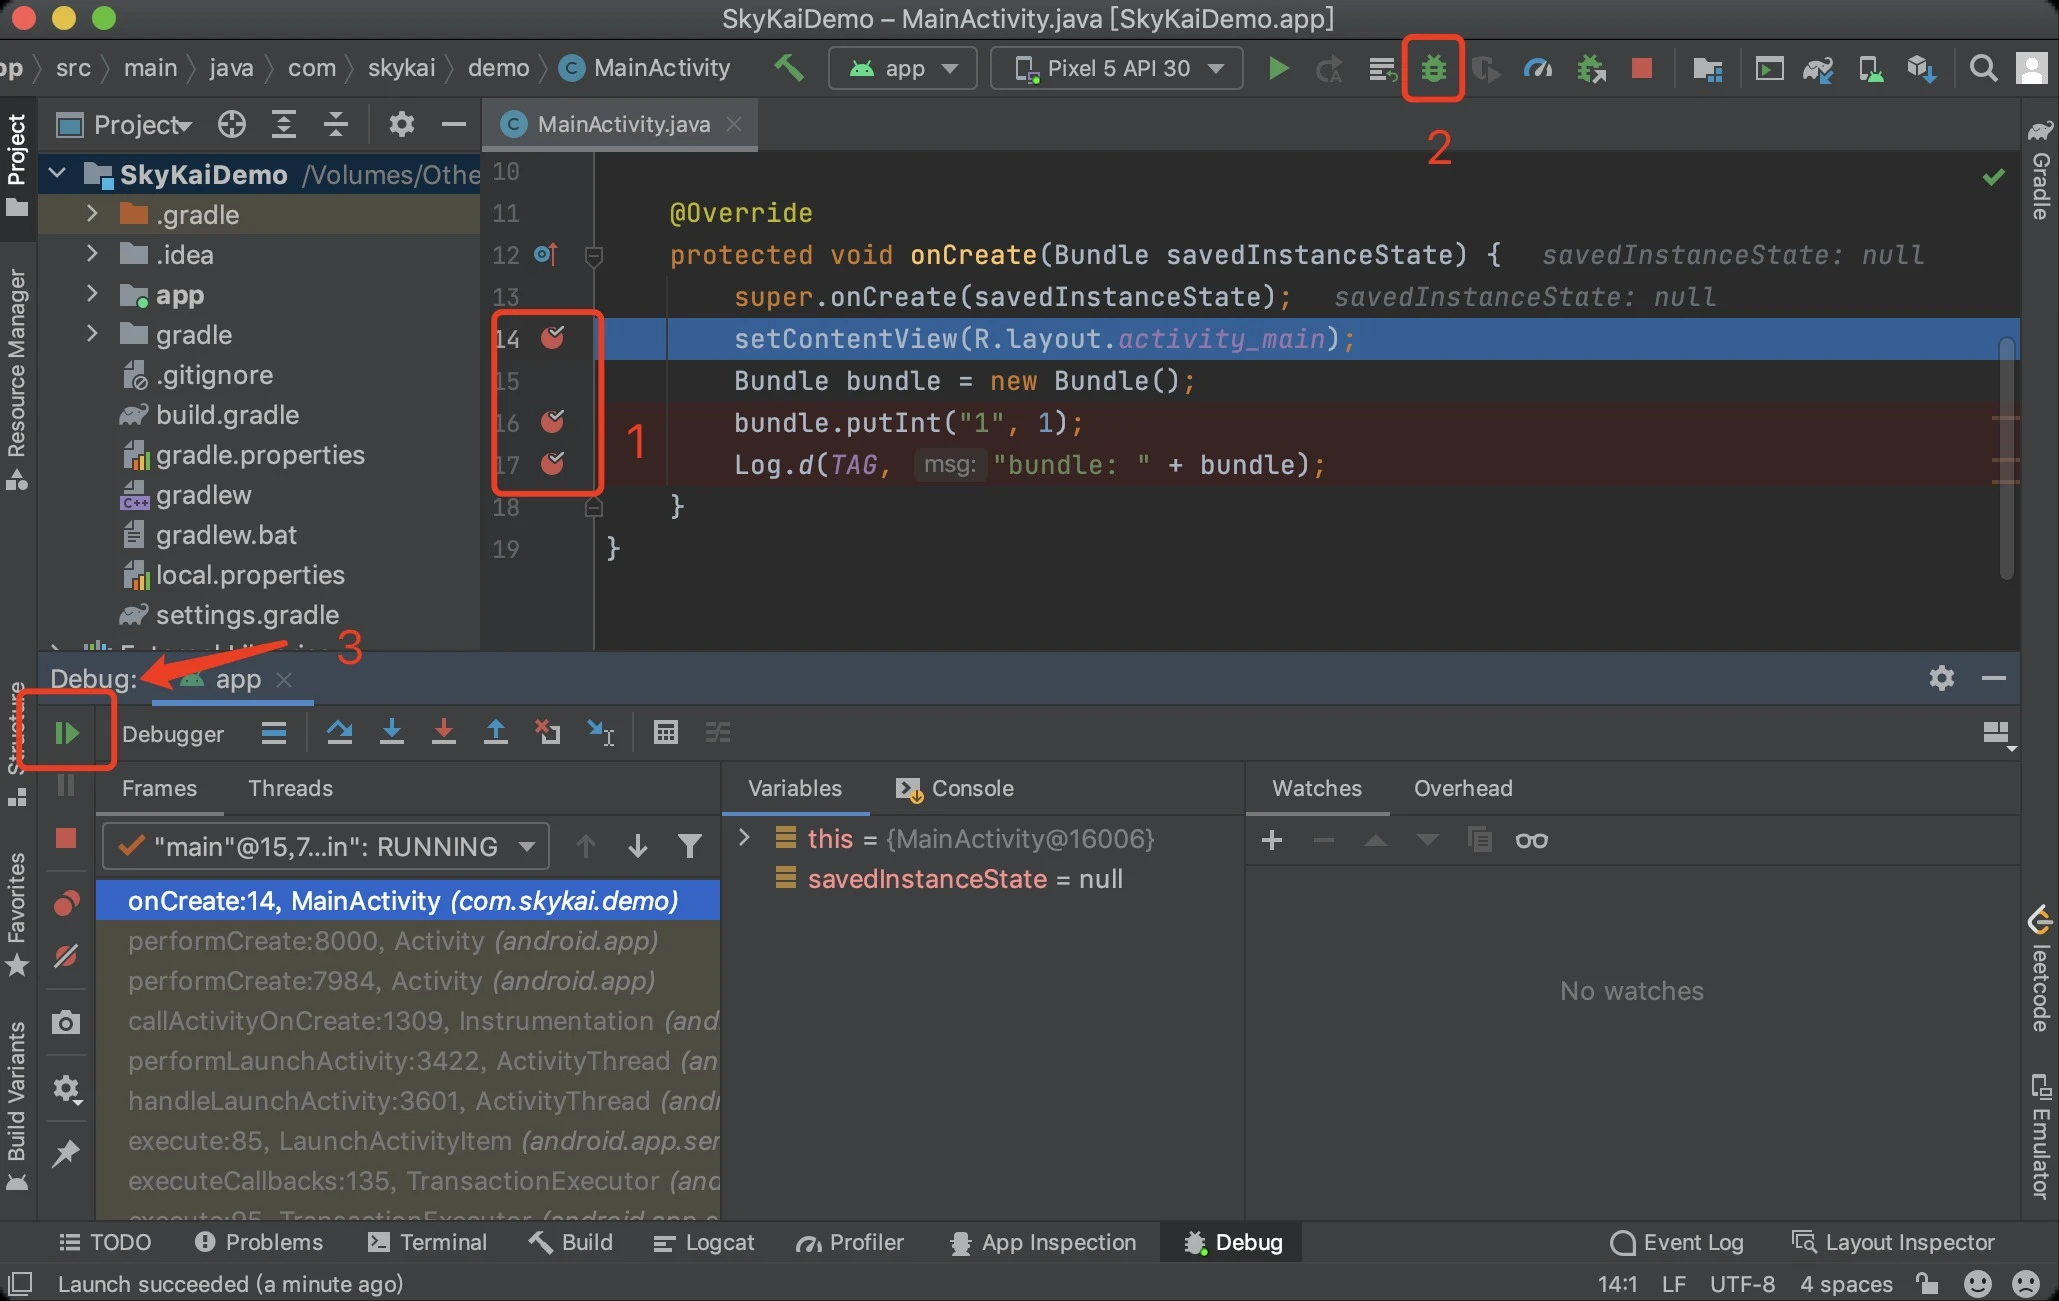 SkyKaiDemo – MainActivity.java [SkyKaiDemo.app]
pp src main java com skykai demo C MainActivity app Pixel 5 API 30
2
Project
Resource Manager
Structure
Favorites
Build Variants
Project
MainActivity.java
SkyKaiDemo /Volumes/Othe
.gradle
.idea
app
gradle
.gitignore
build.gradle
gradle.properties
gradlew
gradlew.bat
local.properties
settings.gradle
10
11 @Override
12 protected void onCreate(Bundle savedInstanceState) { savedInstanceState: null
13 super.onCreate(savedInstanceState); savedInstanceState: null
14 setContentView(R.layout.activity_main);
15 Bundle bundle = new Bundle();
16 bundle.putInt("1", 1);
17 Log.d(TAG, msg: "bundle: " + bundle);
18 }
19 }
1
3
Gradle
leetcode
Emulator
Debug: app
Debugger
Frames Threads
"main"@15,7...in": RUNNING
onCreate:14, MainActivity (com.skykai.demo)
performCreate:8000, Activity (android.app)
performCreate:7984, Activity (android.app)
callActivityOnCreate:1309, Instrumentation (and
performLaunchActivity:3422, ActivityThread (an
handleLaunchActivity:3601, ActivityThread (and
execute:85, LaunchActivityItem (android.app.ser
executeCallbacks:135, TransactionExecutor (and
execute:95, TransactionExecutor (android.app.s
Variables Console
this = {MainActivity@16006}
savedInstanceState = null
Watches Overhead
No watches
TODO Problems Terminal Build Logcat Profiler App Inspection Debug Event Log Layout Inspector
Launch succeeded (a minute ago) 14:1 LF UTF-8 4 spaces